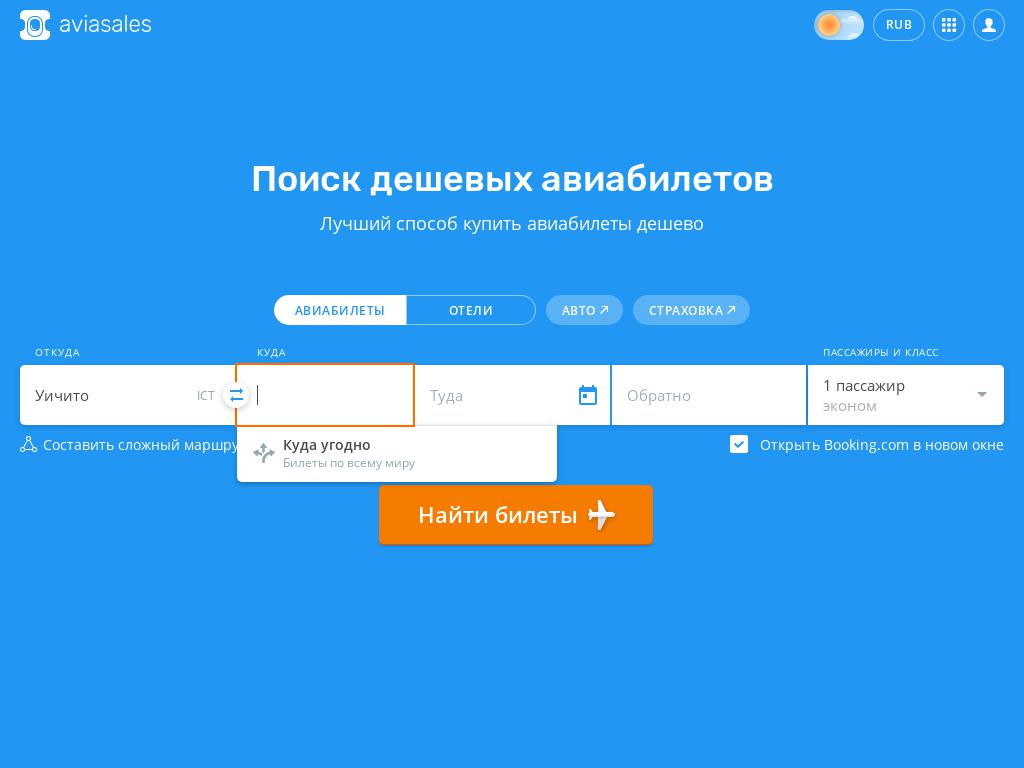 aviasales
RUB
Поиск дешевых авиабилетов
Лучший способ купить авиабилеты дешево
АВИАБИЛЕТЫ
ОТЕЛИ
АВТО
СТРАХОВКА
ОТКУДА
КУДА
ПАССАЖИРЫ И КЛАСС
Уичито
ICT
Туда
Обратно
1 пассажир
эконом
Составить сложный маршру
Куда угодно
Билеты по всему миру
Открыть Booking.com в новом окне
Найти билеты